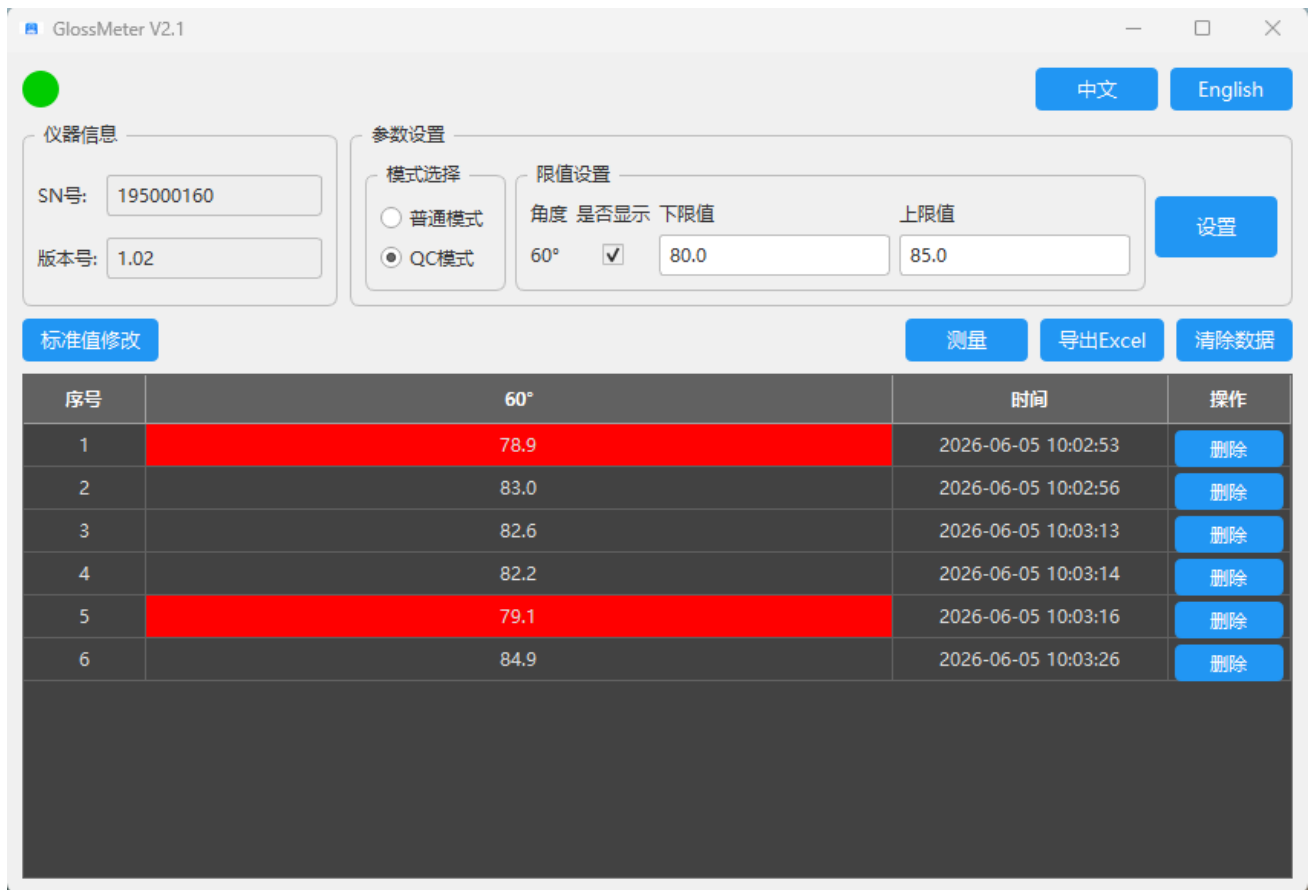 GlossMeter V2.1
中文 English
仪器信息 参数设置
模式选择 限值设置
SN号: 195000160
普通模式 角度 是否显示 下限值 上限值
设置
版本号: 1.02
QC模式 60° 80.0 85.0
标准值修改 测量 导出Excel 清除数据
序号 60° 时间 操作
1 78.9 2026-06-05 10:02:53 删除
2 83.0 2026-06-05 10:02:56 删除
3 82.6 2026-06-05 10:03:13 删除
4 82.2 2026-06-05 10:03:14 删除
5 79.1 2026-06-05 10:03:16 删除
6 84.9 2026-06-05 10:03:26 删除